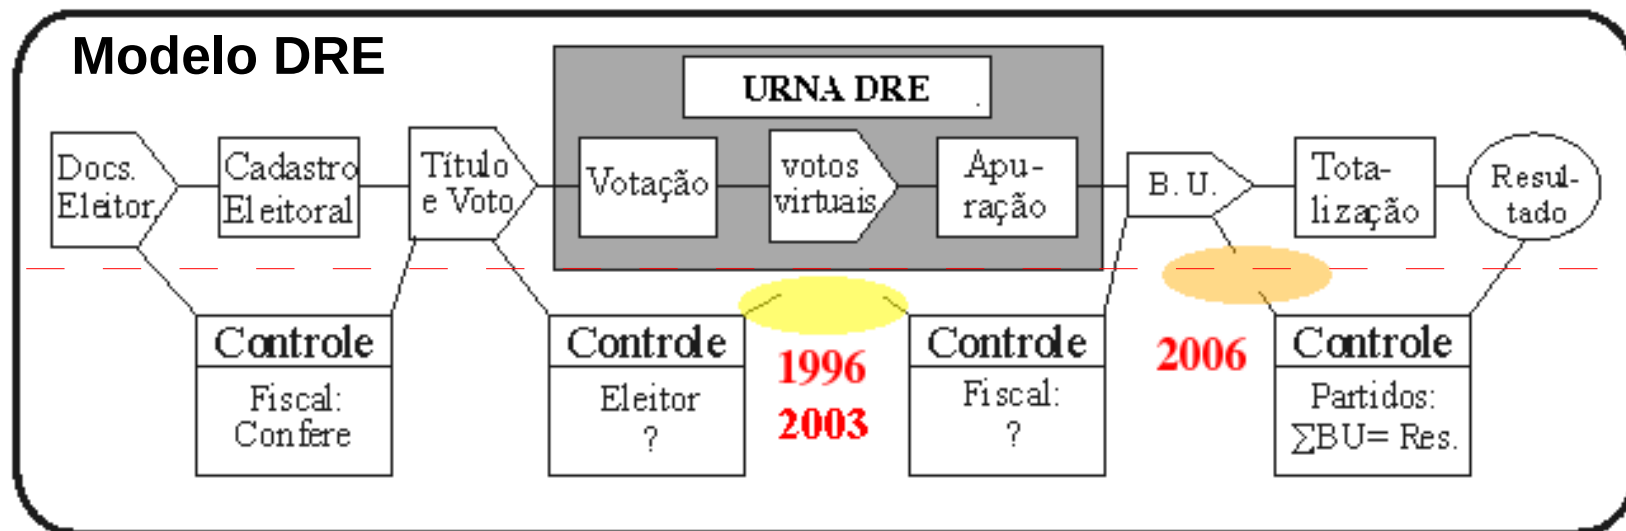 Modelo DRE
URNA DRE
Docs.
Eleitor
Cadastro
Eleitoral
Título
e Voto
Votação
votos
virtuais
Apu-
ração
B. U.
Tota-
lização
Resul-
tado
Controle
Fiscal:
Confere
Controle
Eleitor
?
1996
2003
Controle
Fiscal:
?
2006
Controle
Partidos:
∑BU= Res.